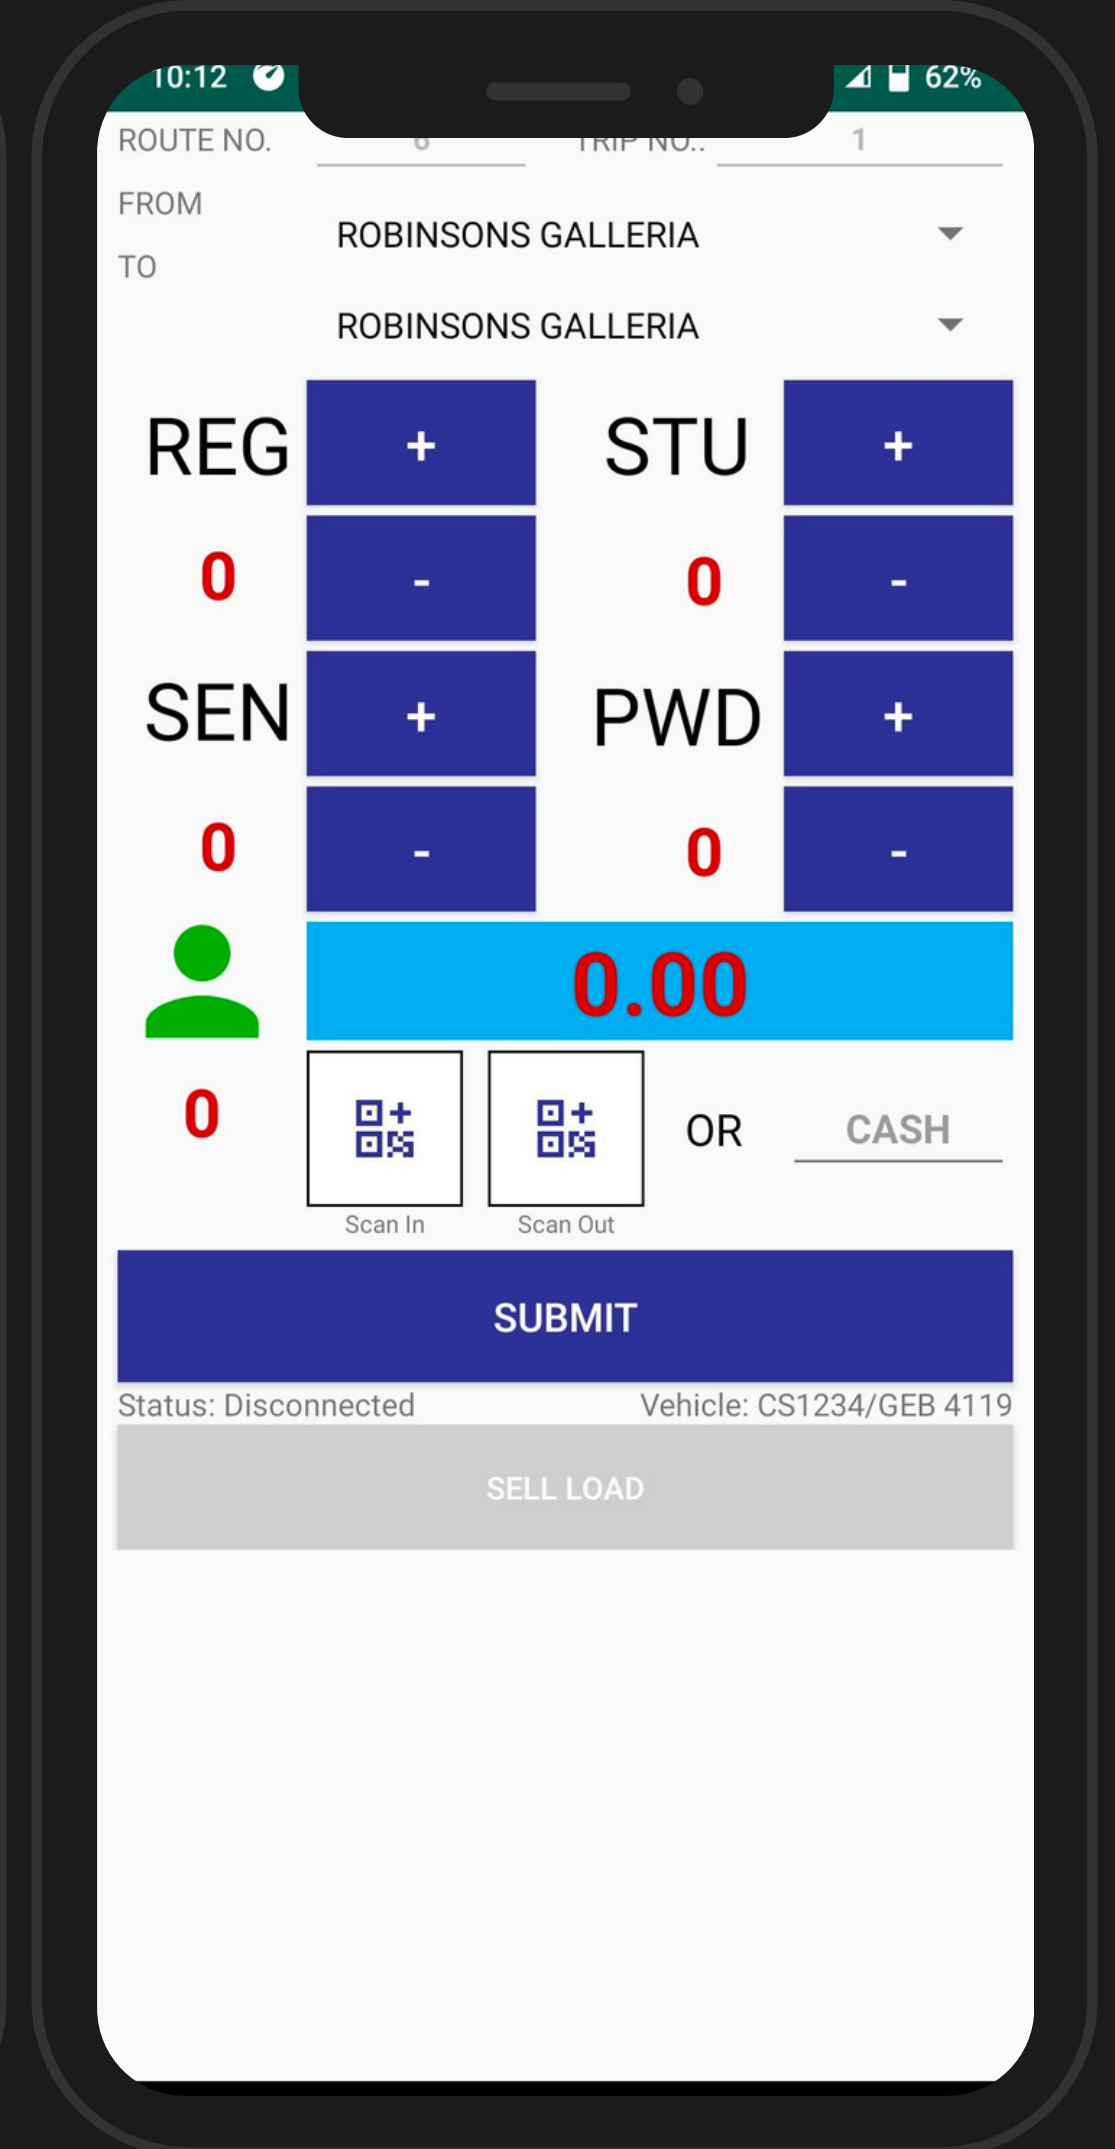 10:12 62%
ROUTE NO. 6 TRIP NO.: 1
FROM
ROBINSONS GALLERIA
TO
ROBINSONS GALLERIA
REG + STU +
0 - 0 -
SEN + PWD +
0 - 0 -
0.00
0 OR CASH
Scan In Scan Out
SUBMIT
Status: Disconnected Vehicle: CS1234/GEB 4119
SELL LOAD